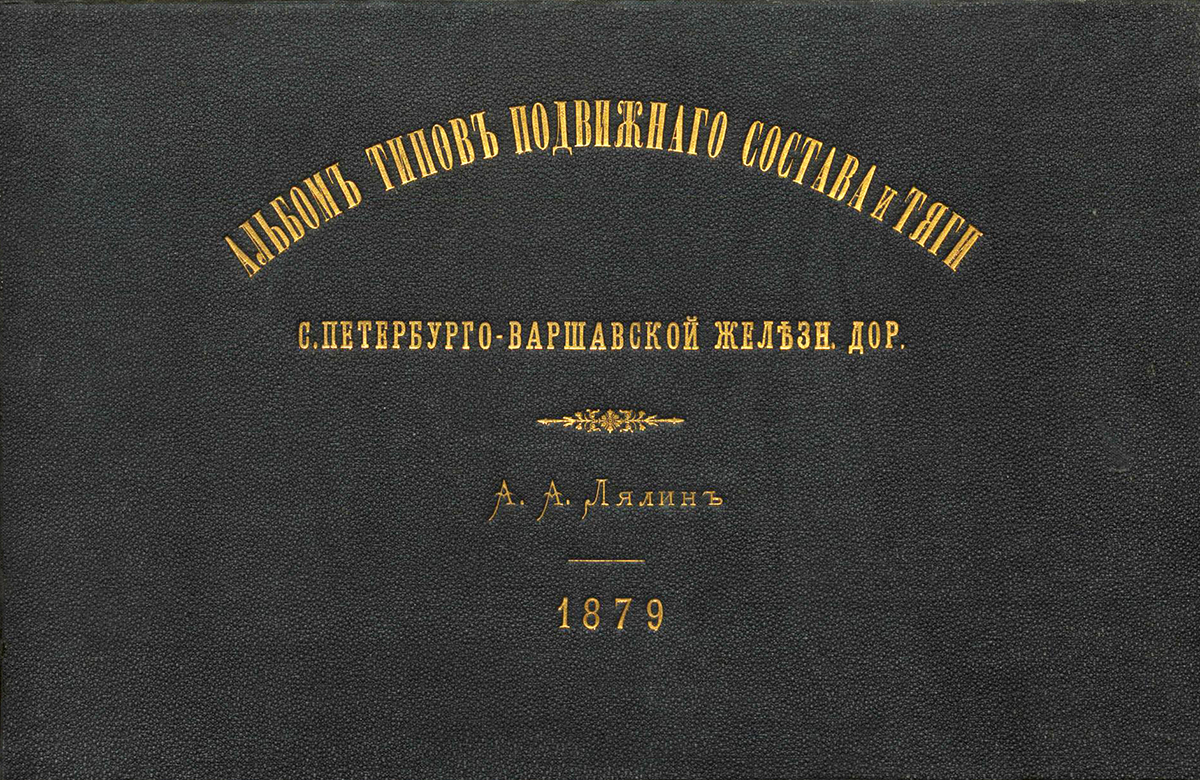 АЛЬБОМЪ ТИПОВЪ ПОДВИЖНАГО СОСТАВА И ТЯГИ
С.ПЕТЕРБУРГО-ВАРШАВСКОЙ ЖЕЛѢЗН. ДОР.
А. А. Лялинъ
1879